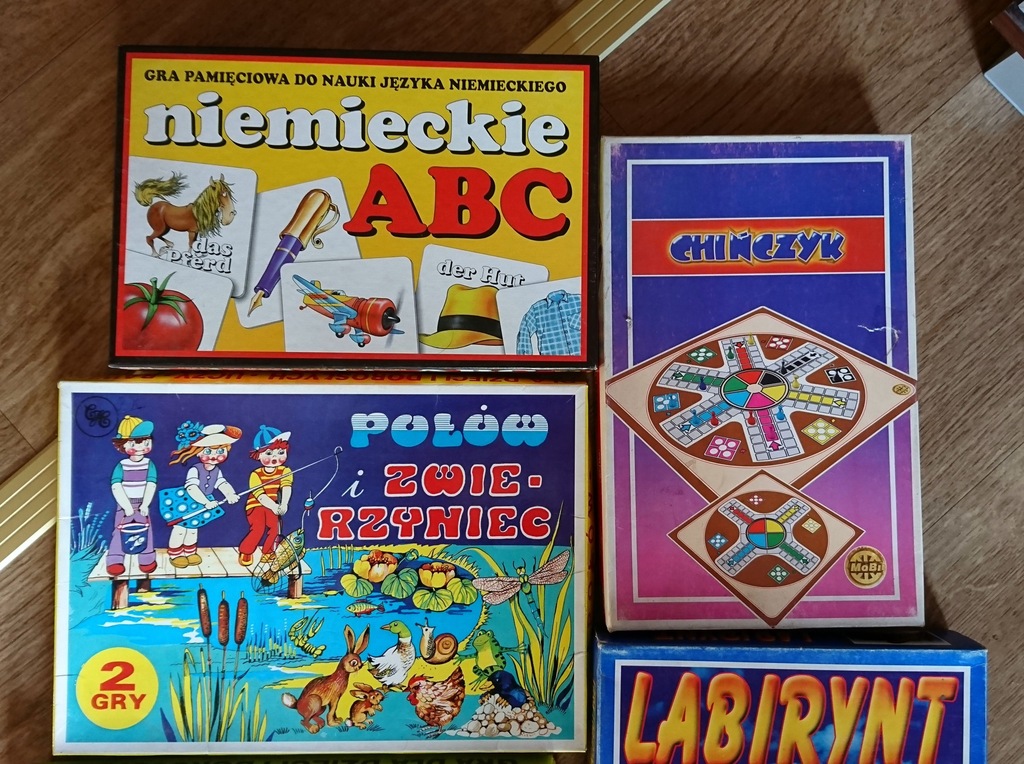 GRA PAMIĘCIOWA DO NAUKI JĘZYKA NIEMIECKIEGO
niemieckie
ABC
das
Pferd
der Hut
POŁÓW
i ZWIE-
RZYNIEC
2
GRY
CHIŃCZYK
MoBi
LABIRYNT